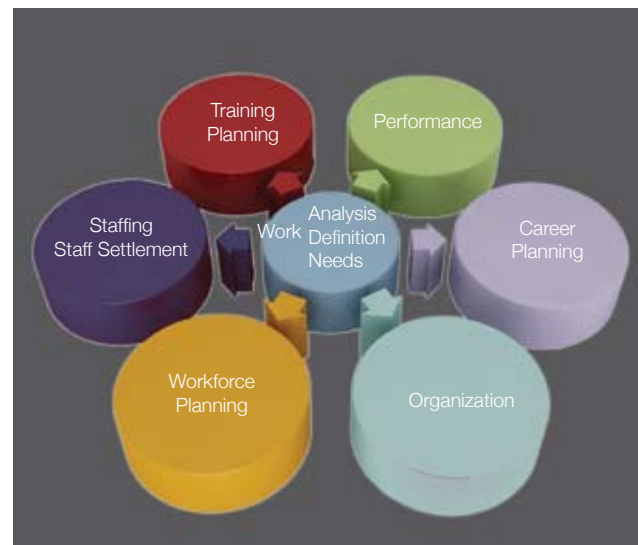 Training
Planning
Performance
Staffing
Staff Settlement
Work
Analysis
Definition
Needs
Career
Planning
Workforce
Planning
Organization